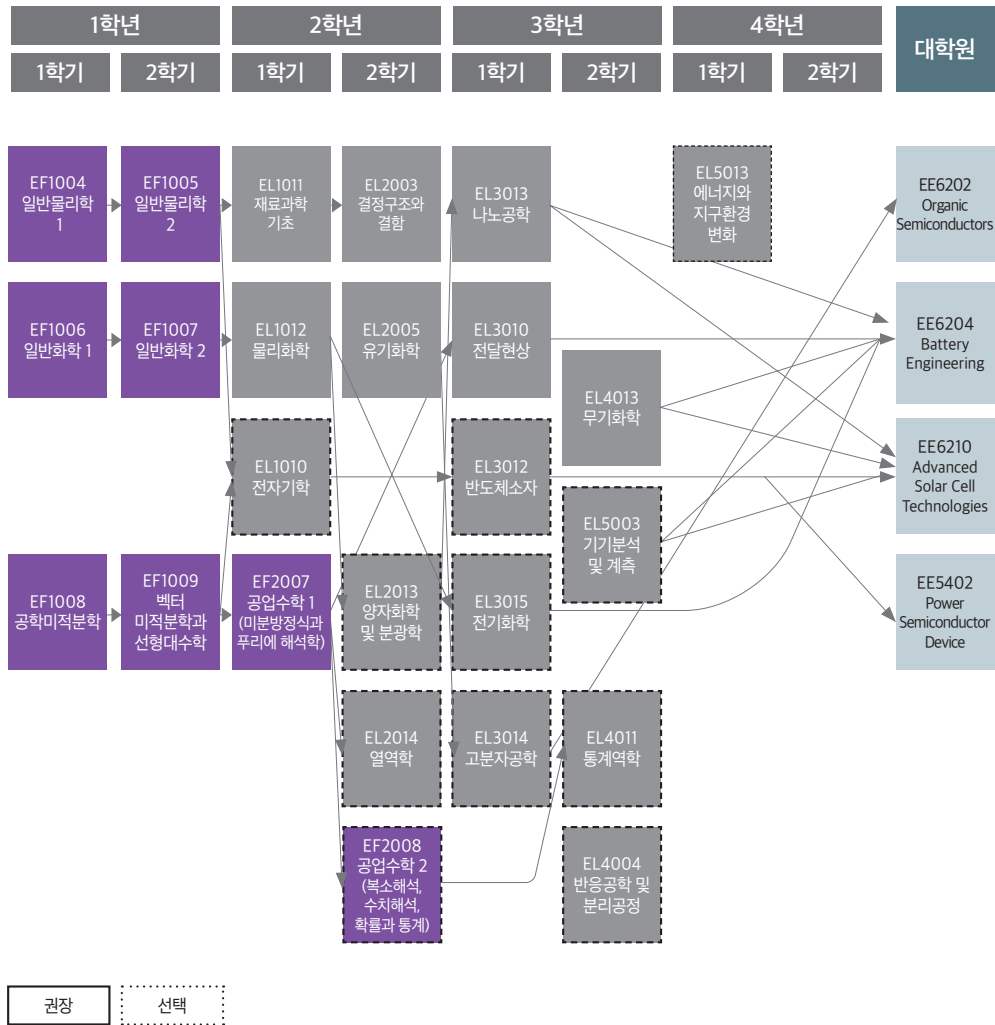 1학년
2학년
3학년
4학년
대학원
1학기
2학기
1학기
2학기
1학기
2학기
1학기
2학기
EF1004
일반물리학
1
EF1005
일반물리학
2
EL1011
재료과학
기초
EL2003
결정구조와
결함
EL3013
나노공학
EL5013
에너지와
지구환경
변화
EE6202
Organic
Semiconductors
EF1006
일반화학 1
EF1007
일반화학 2
EL1012
물리화학
EL2005
유기화학
EL3010
전달현상
EL4013
무기화학
EE6204
Battery
Engineering
EL1010
전자기학
EL3012
반도체소자
EL5003
기기분석
및 계측
EE6210
Advanced
Solar Cell
Technologies
EF1008
공학미적분학
EF1009
벡터
미적분학과
선형대수학
EF2007
공업수학 1
(미분방정식과
푸리에 해석학)
EL2013
양자화학
및 분광학
EL3015
전기화학
EE5402
Power
Semiconductor
Device
EL2014
열역학
EL3014
고분자공학
EL4011
통계역학
EF2008
공업수학 2
(복소해석,
수치해석,
확률과 통계)
EL4004
반응공학 및
분리공정
권장
선택